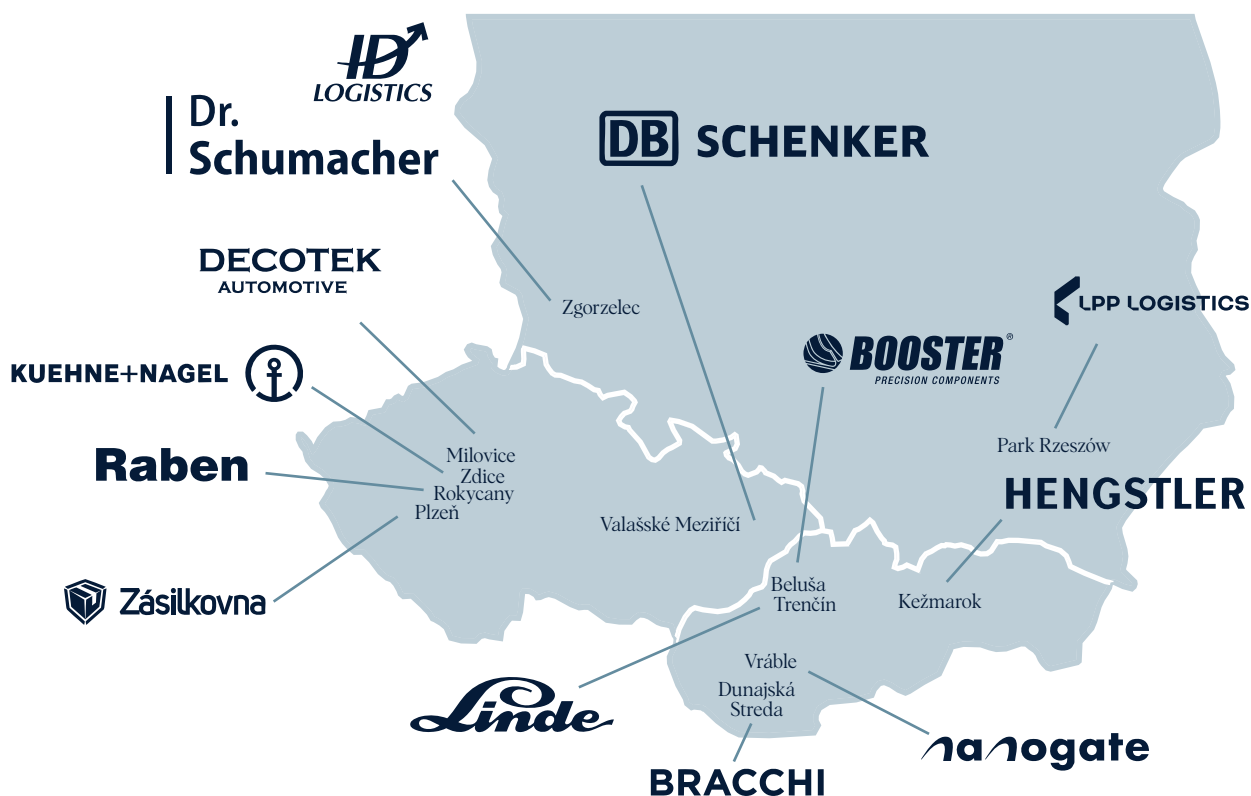 ID
LOGISTICS
Dr.
Schumacher
DB SCHENKER
DECOTEK
AUTOMOTIVE
Zgorzelec
LPP LOGISTICS
BOOSTER®
PRECISION COMPONENTS
KUEHNE+NAGEL
Park Rzeszów
Raben
Milovice
Zdice
Rokycany
Plzeň
HENGSTLER
Valašské Meziříčí
Zásilkovna
Beluša
Trenčín
Kežmarok
Vráble
Dunajská
Streda
Linde
nanogate
BRACCHI